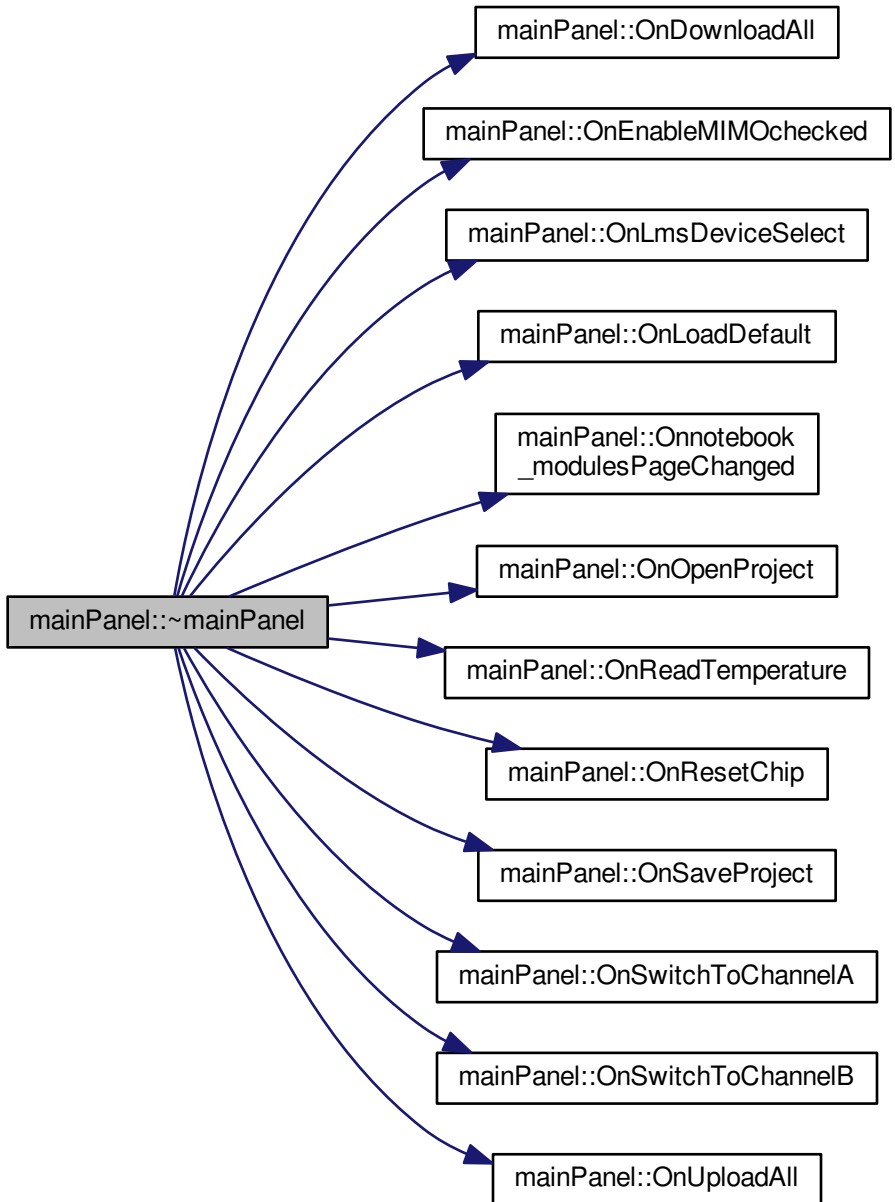 mainPanel::OnDownloadAll
mainPanel::OnEnableMIMOchecked
mainPanel::OnLmsDeviceSelect
mainPanel::OnLoadDefault
mainPanel::Onnotebook
_modulesPageChanged
mainPanel::OnOpenProject
mainPanel::~mainPanel
mainPanel::OnReadTemperature
mainPanel::OnResetChip
mainPanel::OnSaveProject
mainPanel::OnSwitchToChannelA
mainPanel::OnSwitchToChannelB
mainPanel::OnUploadAll